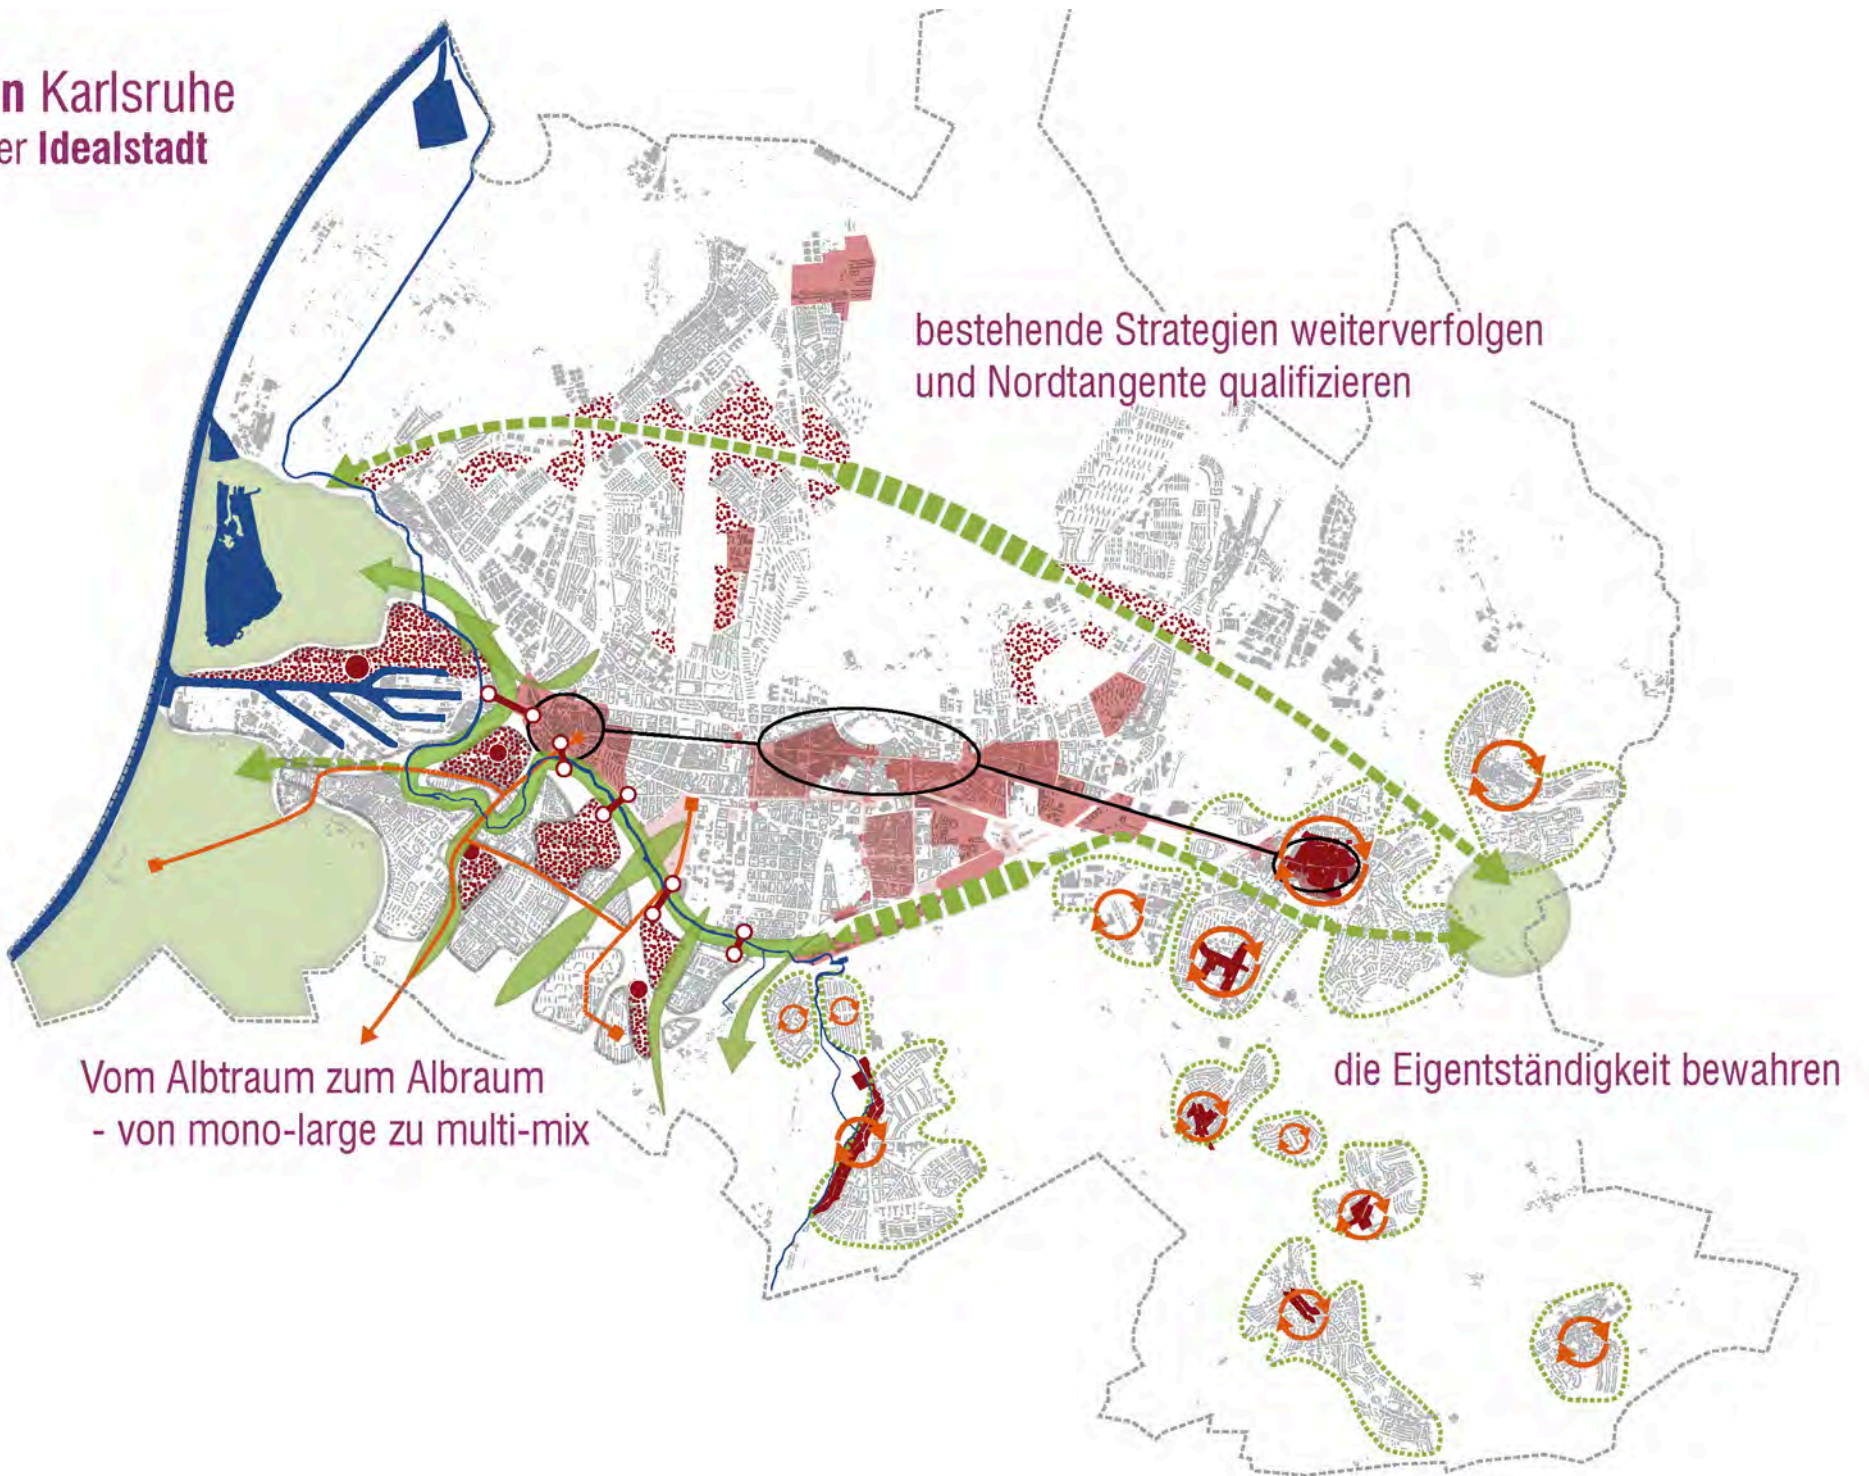 n Karlsruhe
er Idealstadt
bestehende Strategien weiterverfolgen
und Nordtangente qualifizieren
Vom Albtraum zum Albraum
- von mono-large zu multi-mix
die Eigentständigkeit bewahren